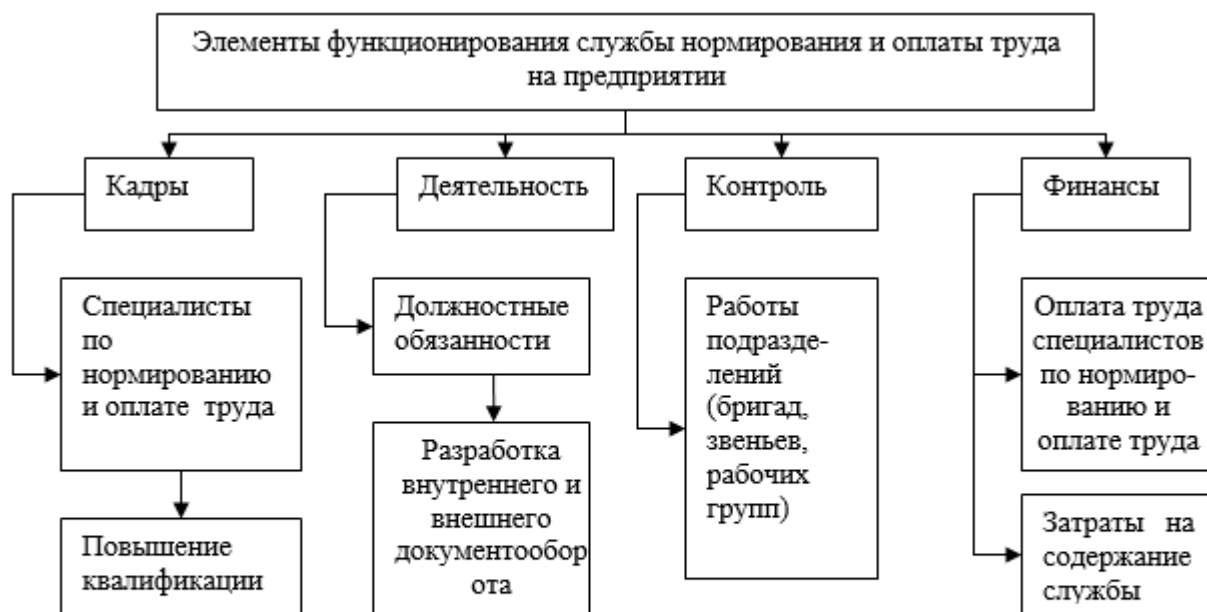 Элементы функционирования службы нормирования и оплаты труда
на предприятии
Кадры
Деятельность
Контроль
Финансы
Специалисты
по
нормированию
и оплате труда
Повышение
квалификации
Должностные
обязанности
Разработка
внутреннего и
внешнего
документообор
ота
Работы
подразде-
лений
(бригад,
звеньев,
рабочих
групп)
Оплата труда
специалистов
по нормиро-
ванию и
оплате труда
Затраты на
содержание
службы